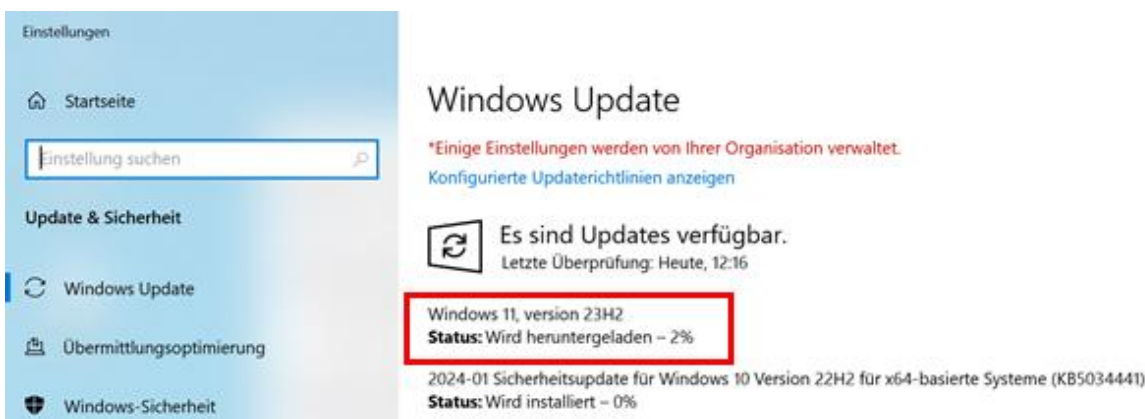 Einstellungen
Startseite
Einstellung suchen
Update & Sicherheit
Windows Update
Übermittlungsoptimierung
Windows-Sicherheit
Windows Update
*Einige Einstellungen werden von Ihrer Organisation verwaltet.
Konfigurierte Updaterichtlinien anzeigen
Es sind Updates verfügbar.
Letzte Überprüfung: Heute, 12:16
Windows 11, version 23H2
Status: Wird heruntergeladen – 2%
2024-01 Sicherheitsupdate für Windows 10 Version 22H2 für x64-basierte Systeme (KB5034441)
Status: Wird installiert – 0%